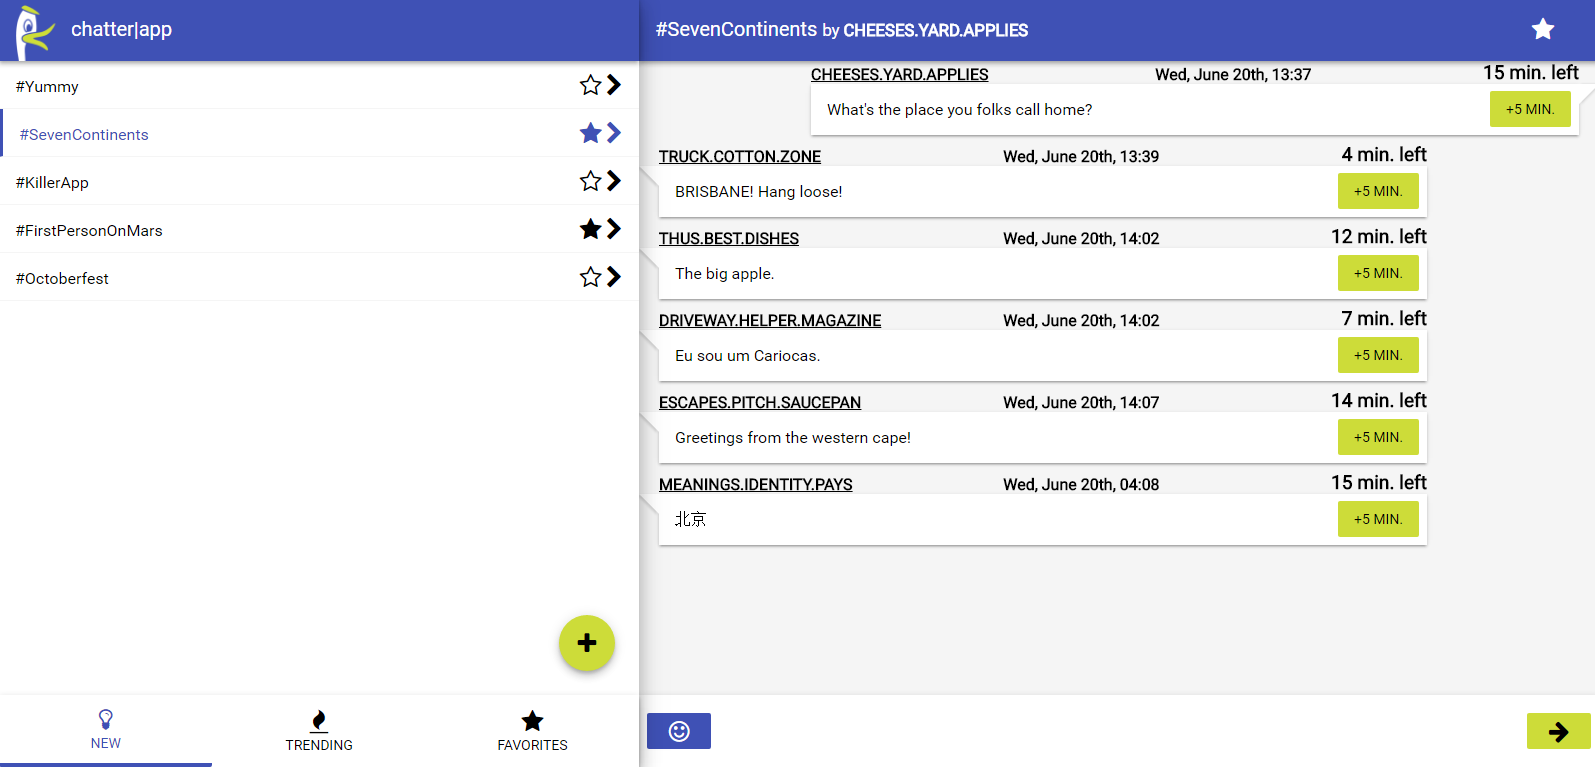 chatter|app
#Yummy
#SevenContinents
#KillerApp
#FirstPersonOnMars
#Octoberfest
NEW
TRENDING
FAVORITES
#SevenContinents by CHEESES.YARD.APPLIES
CHEESES.YARD.APPLIES Wed, June 20th, 13:37 15 min. left
What's the place you folks call home? +5 MIN.
TRUCK.COTTON.ZONE Wed, June 20th, 13:39 4 min. left
BRISBANE! Hang loose! +5 MIN.
THUS.BEST.DISHES Wed, June 20th, 14:02 12 min. left
The big apple. +5 MIN.
DRIVEWAY.HELPER.MAGAZINE Wed, June 20th, 14:02 7 min. left
Eu sou um Cariocas. +5 MIN.
ESCAPES.PITCH.SAUCEPAN Wed, June 20th, 14:07 14 min. left
Greetings from the western cape! +5 MIN.
MEANINGS.IDENTITY.PAYS Wed, June 20th, 04:08 15 min. left
北京 +5 MIN.